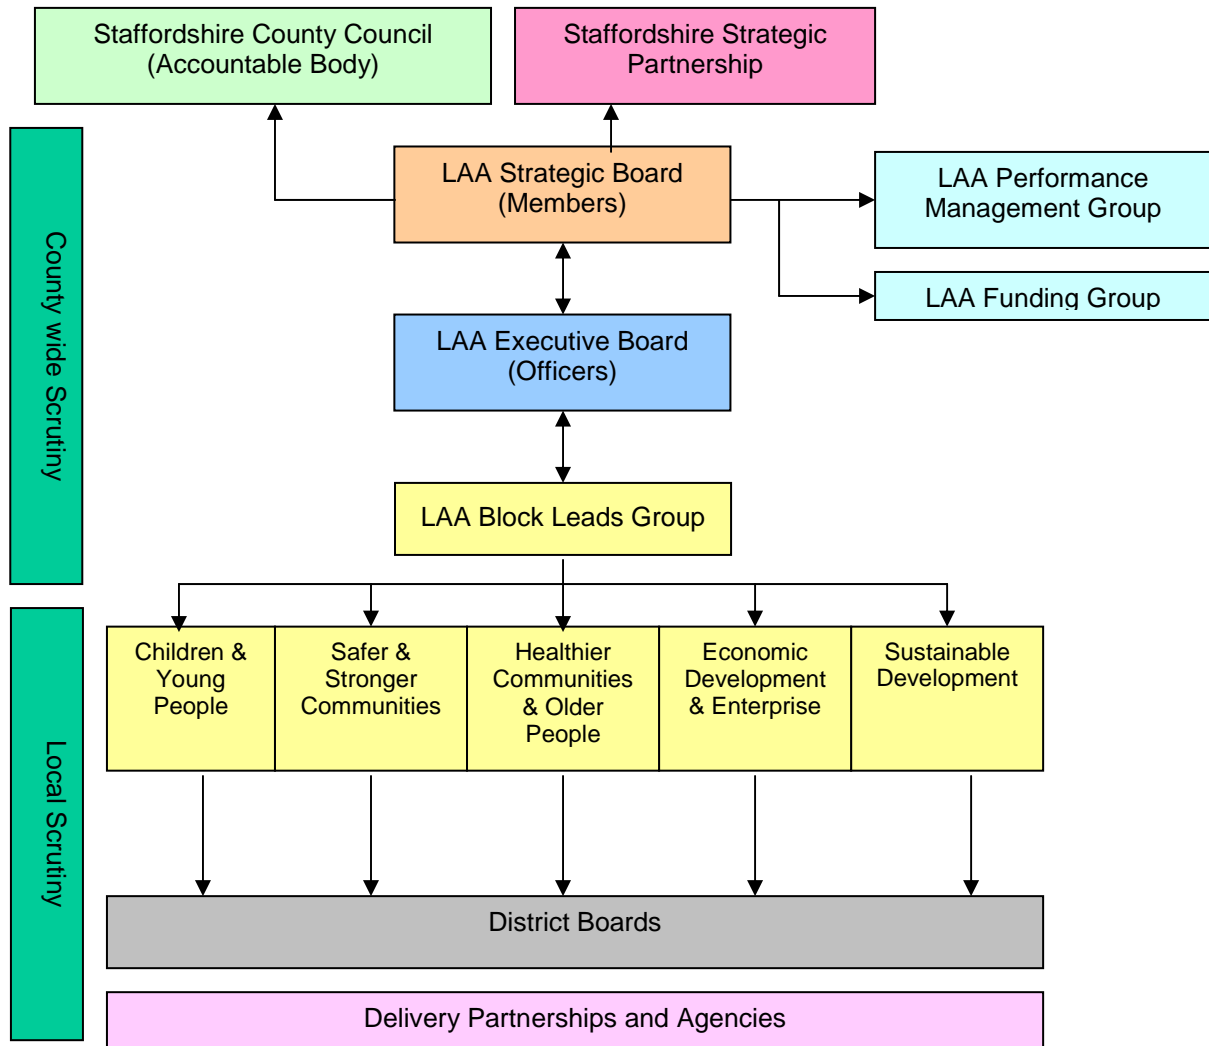 Staffordshire County Council
(Accountable Body)
Staffordshire Strategic
Partnership
LAA Strategic Board
(Members)
LAA Performance
Management Group
LAA Funding Group
County wide Scrutiny
LAA Executive Board
(Officers)
LAA Block Leads Group
Local Scrutiny
Children &
Young
People
Safer &
Stronger
Communities
Healthier
Communities
& Older
People
Economic
Development
& Enterprise
Sustainable
Development
District Boards
Delivery Partnerships and Agencies